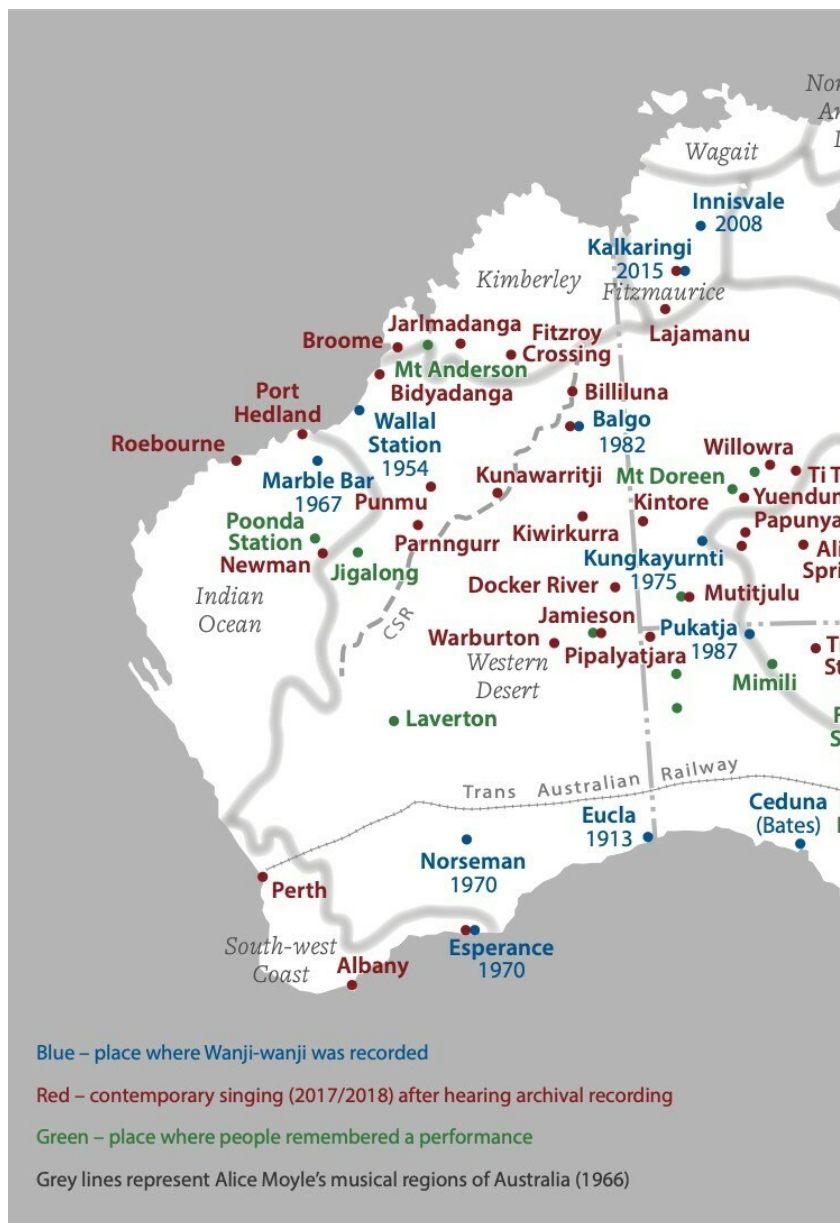 Wagait
Innisvale
2008
Kalkaringi
2015
Kimberley
Fitzmaurice
Jarlmadanga
Fitzroy
Crossing
Lajamanu
Broome
Mt Anderson
Bidyadanga
Billiluna
Port
Hedland
Wallal
Station
1954
Balgo
1982
Roebourne
Willowra
Marble Bar
1967
Kunawarritji
Mt Doreen
Punmu
Kintore
Poonda
Station
Parnngurr
Kiwirkurra
Kungkayurnti
1975
Newman
Jigalong
Docker River
Mutitjulu
Indian
Ocean
CSR
Jamieson
Warburton
Pipalyatjara
Pukatja
1987
Western
Desert
Mimili
Laverton
Trans Australian Railway
Eucla
1913
Ceduna
(Bates)
Norseman
1970
Perth
South-west
Coast
Albany
Esperance
1970
Blue – place where Wanji-wanji was recorded
Red – contemporary singing (2017/2018) after hearing archival recording
Green – place where people remembered a performance
Grey lines represent Alice Moyle's musical regions of Australia (1966)